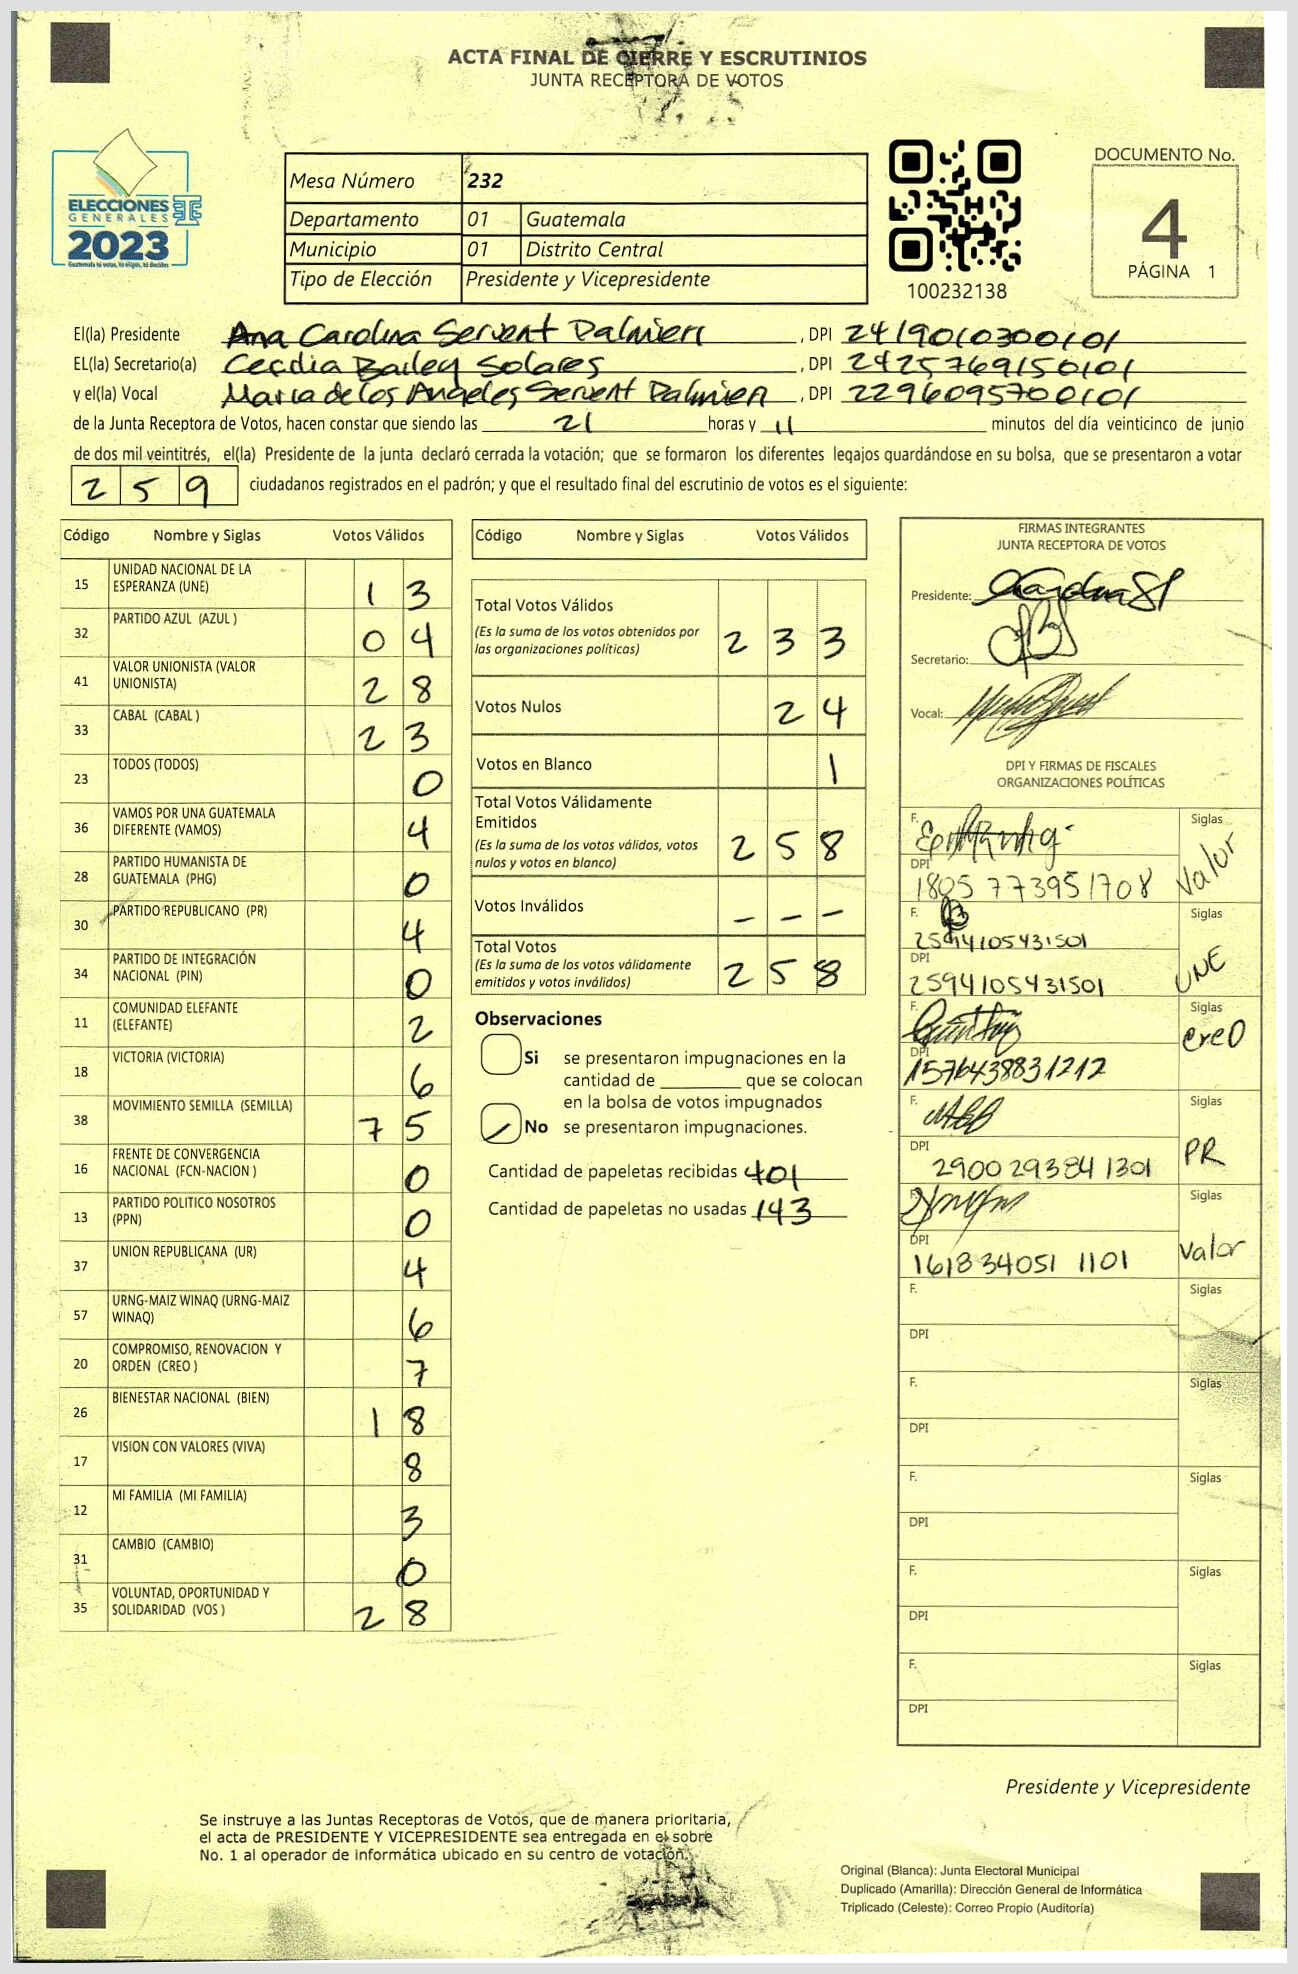 ACTA FINAL DE CIERRE Y ESCRUTINIOS
JUNTA RECEPTORA DE VOTOS
ELECCIONES
GENERALES
2023
Guatemala tú votas, tú eliges, tú decides
Mesa Número 232
Departamento 01 Guatemala
Municipio 01 Distrito Central
Tipo de Elección Presidente y Vicepresidente
100232138
DOCUMENTO No.
4
PÁGINA 1
El(la) Presidente Ana Carolina Servent Palmieri, DPI 2419010300101
EL(la) Secretario(a) Cecilia Bailey Solares, DPI 2425769150101
y el(la) Vocal Maria de los Angeles Servent Palmieri, DPI 2296095700101
de la Junta Receptora de Votos, hacen constar que siendo las 21 horas y 11 minutos del día veinticinco de junio
de dos mil veintitrés, el(la) Presidente de la junta declaró cerrada la votación; que se formaron los diferentes legajos guardándose en su bolsa, que se presentaron a votar
259 ciudadanos registrados en el padrón; y que el resultado final del escrutinio de votos es el siguiente:
Código Nombre y Siglas Votos Válidos
15 UNIDAD NACIONAL DE LA ESPERANZA (UNE) 13
32 PARTIDO AZUL (AZUL ) 04
41 VALOR UNIONISTA (VALOR UNIONISTA) 28
33 CABAL (CABAL ) 23
23 TODOS (TODOS) 0
36 VAMOS POR UNA GUATEMALA DIFERENTE (VAMOS) 4
28 PARTIDO HUMANISTA DE GUATEMALA (PHG) 0
30 PARTIDO REPUBLICANO (PR) 4
34 PARTIDO DE INTEGRACIÓN NACIONAL (PIN) 0
11 COMUNIDAD ELEFANTE (ELEFANTE) 2
18 VICTORIA (VICTORIA) 6
38 MOVIMIENTO SEMILLA (SEMILLA) 75
16 FRENTE DE CONVERGENCIA NACIONAL (FCN-NACION ) 0
13 PARTIDO POLITICO NOSOTROS (PPN) 0
37 UNION REPUBLICANA (UR) 4
57 URNG-MAIZ WINAQ (URNG-MAIZ WINAQ) 6
20 COMPROMISO, RENOVACION Y ORDEN (CREO ) 7
26 BIENESTAR NACIONAL (BIEN) 18
17 VISION CON VALORES (VIVA) 8
12 MI FAMILIA (MI FAMILIA) 3
31 CAMBIO (CAMBIO) 0
35 VOLUNTAD, OPORTUNIDAD Y SOLIDARIDAD (VOS ) 28
Código Nombre y Siglas Votos Válidos
Total Votos Válidos 233
(Es la suma de los votos obtenidos por
las organizaciones políticas)
Votos Nulos 24
Votos en Blanco 1
Total Votos Válidamente
Emitidos 258
(Es la suma de los votos válidos, votos
nulos y votos en blanco)
Votos Inválidos - - -
Total Votos 258
(Es la suma de los votos válidamente
emitidos y votos inválidos)
Observaciones
Si se presentaron impugnaciones en la
cantidad de ________ que se colocan
en la bolsa de votos impugnados
No se presentaron impugnaciones.
Cantidad de papeletas recibidas 401
Cantidad de papeletas no usadas 143
FIRMAS INTEGRANTES
JUNTA RECEPTORA DE VOTOS
Presidente:
Secretario:
Vocal:
DPI Y FIRMAS DE FISCALES
ORGANIZACIONES POLÍTICAS
F. Siglas
DPI 1805 77395 1708 Valor
F. 2594105431501 Siglas
DPI 2594105431501 UNE
F. Siglas
DPI 1576438831212 CreO
F. Siglas
DPI 2900 29384 1301 PR
F. Siglas
DPI 1618 34051 1101 Valor
F. Siglas
DPI
F. Siglas
DPI
F. Siglas
DPI
F. Siglas
DPI
F. Siglas
DPI
Presidente y Vicepresidente
Se instruye a las Juntas Receptoras de Votos, que de manera prioritaria,
el acta de PRESIDENTE Y VICEPRESIDENTE sea entregada en el sobre
No. 1 al operador de informática ubicado en su centro de votación.
Original (Blanca): Junta Electoral Municipal
Duplicado (Amarilla): Dirección General de Informática
Triplicado (Celeste): Correo Propio (Auditoría)